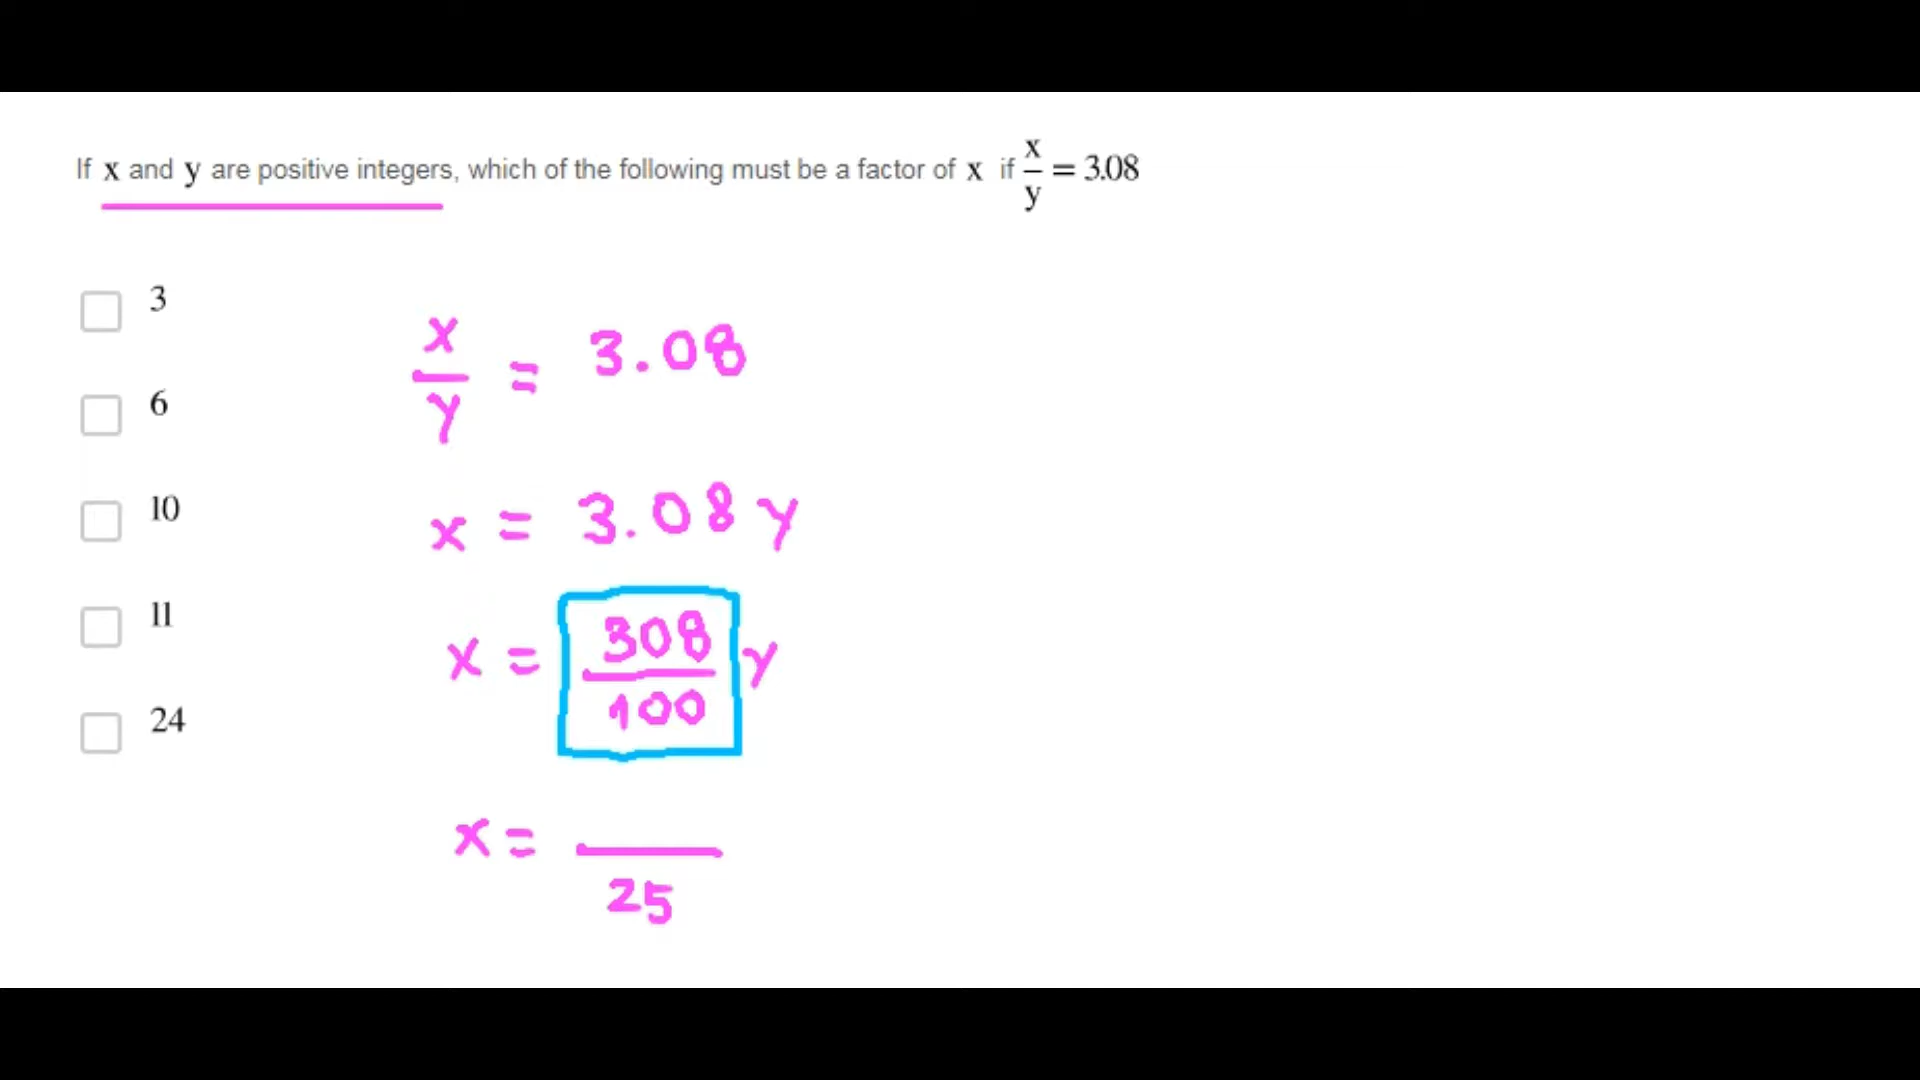 If x and y are positive integers, which of the following must be a factor of x if x/y = 3.08
3
6
10
11
24
x/y = 3.08
x = 3.08 y
x = 308/100 y
x = /25